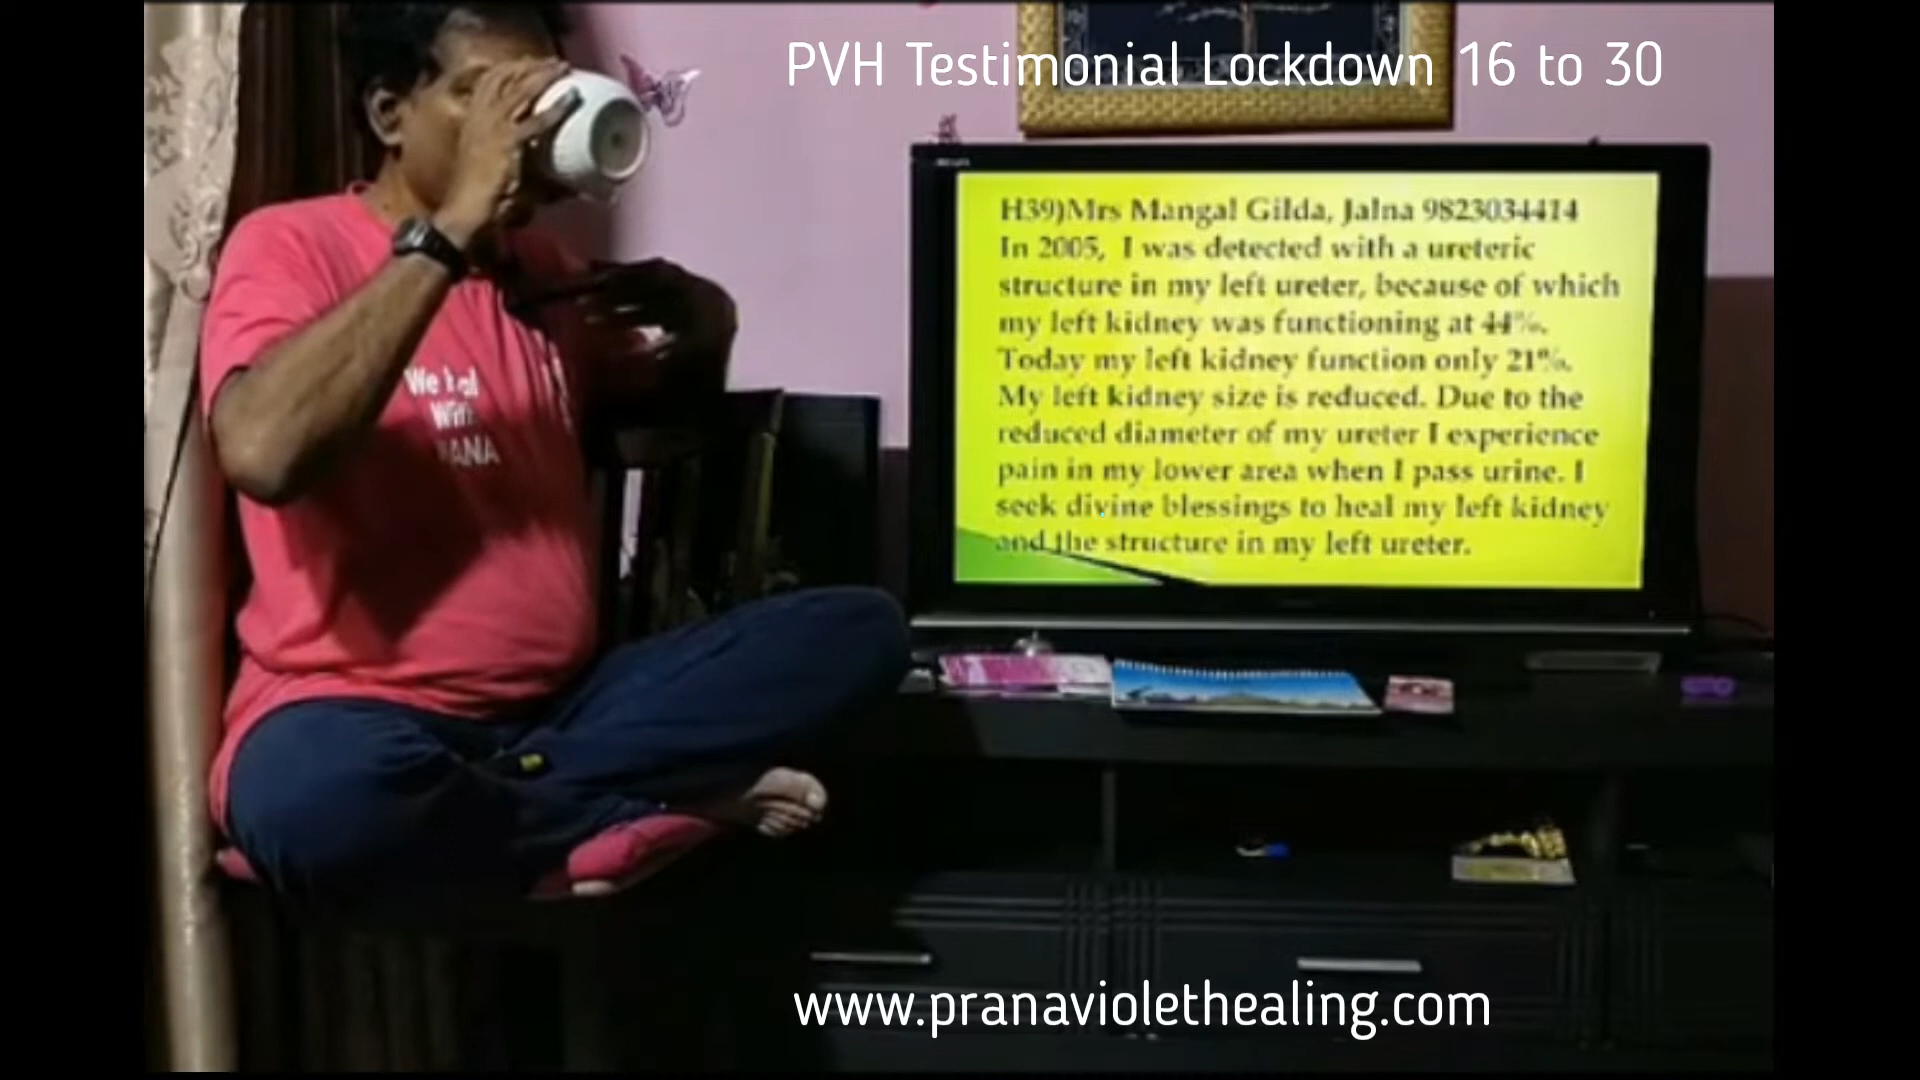 PVH Testimonial Lockdown 16 to 30
H39)Mrs Mangal Gilda, Jalna 9823034414
In 2005, I was detected with a ureteric
structure in my left ureter, because of which
my left kidney was functioning at 44%.
Today my left kidney function only 21%.
My left kidney size is reduced. Due to the
reduced diameter of my ureter I experience
pain in my lower area when I pass urine. I
seek divine blessings to heal my left kidney
and the structure in my left ureter.
We
www.pranaviolethealing.com